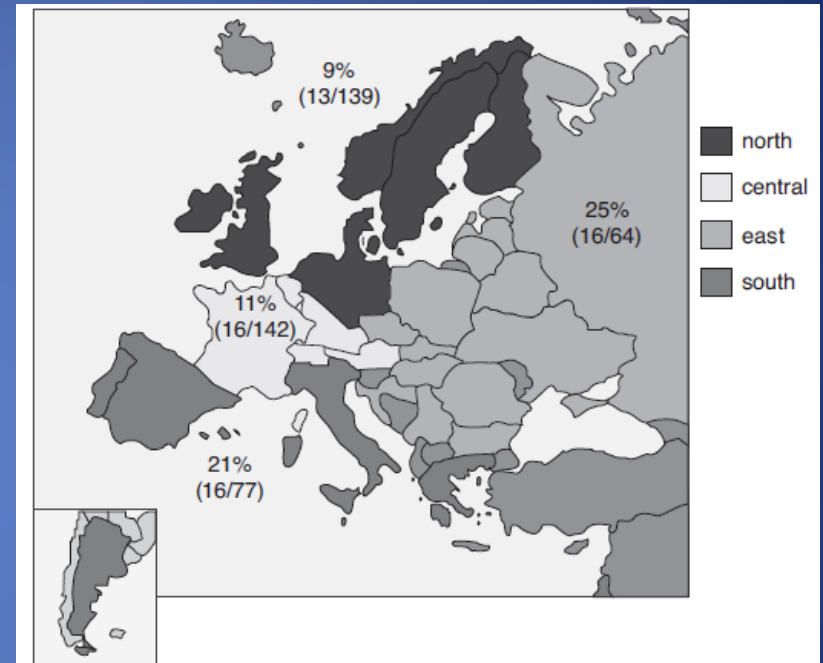 9%
(13/139)
north
central
25%
(16/64)
east
south
11%
(16/142)
21%
(16/77)